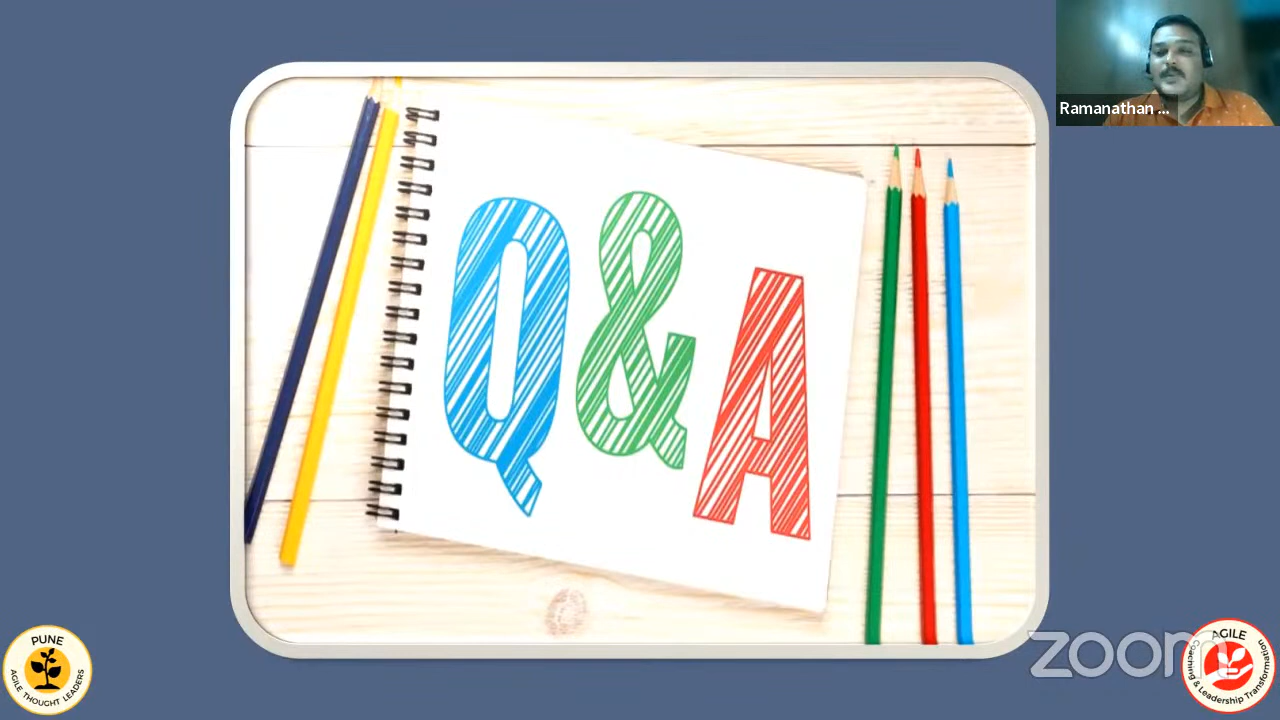 Ramanathan ...
Q & A
PUNE
AGILE THOUGHT LEADERS
zoom
AGILE
Coaching & Leadership Transformation